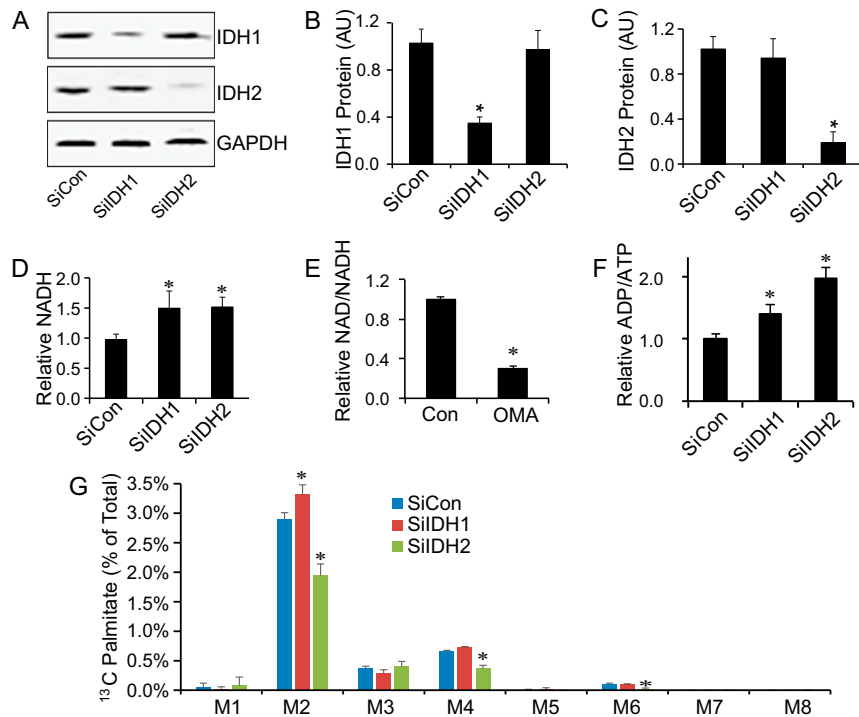 A
IDH1
IDH2
GAPDH
SiCon
SiIDH1
SiIDH2
B
IDH1 Protein (AU)
1.2
0.8
0.4
0.0
*
SiCon
SiIDH1
SiIDH2
C
IDH2 Protein (AU)
1.2
0.8
0.4
0.0
*
SiCon
SiIDH1
SiIDH2
D
Relative NADH
2.0
1.5
1.0
0.5
0.0
*
*
SiCon
SiIDH1
SiIDH2
E
Relative NAD/NADH
1.2
0.8
0.4
0.0
*
Con
OMA
F
Relative ADP/ATP
2.0
1.0
0.0
*
*
SiCon
SiIDH1
SiIDH2
G
13C Palmitate (% of Total)
3.5%
3.0%
2.5%
2.0%
1.5%
1.0%
0.5%
0.0%
*
*
*
*
SiCon
SiIDH1
SiIDH2
M1 M2 M3 M4 M5 M6 M7 M8